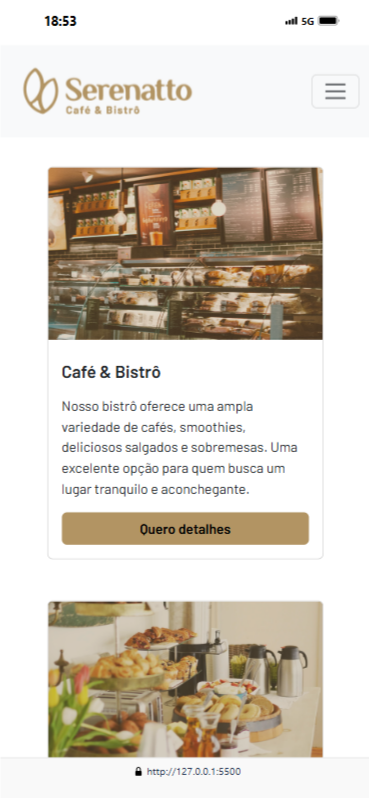 18:53
5G
Serenatto
Café & Bistrô
Café & Bistrô
Nosso bistrô oferece uma ampla
variedade de cafés, smoothies,
deliciosos salgados e sobremesas. Uma
excelente opção para quem busca um
lugar tranquilo e aconchegante.
Quero detalhes
http://127.0.0.1:5500